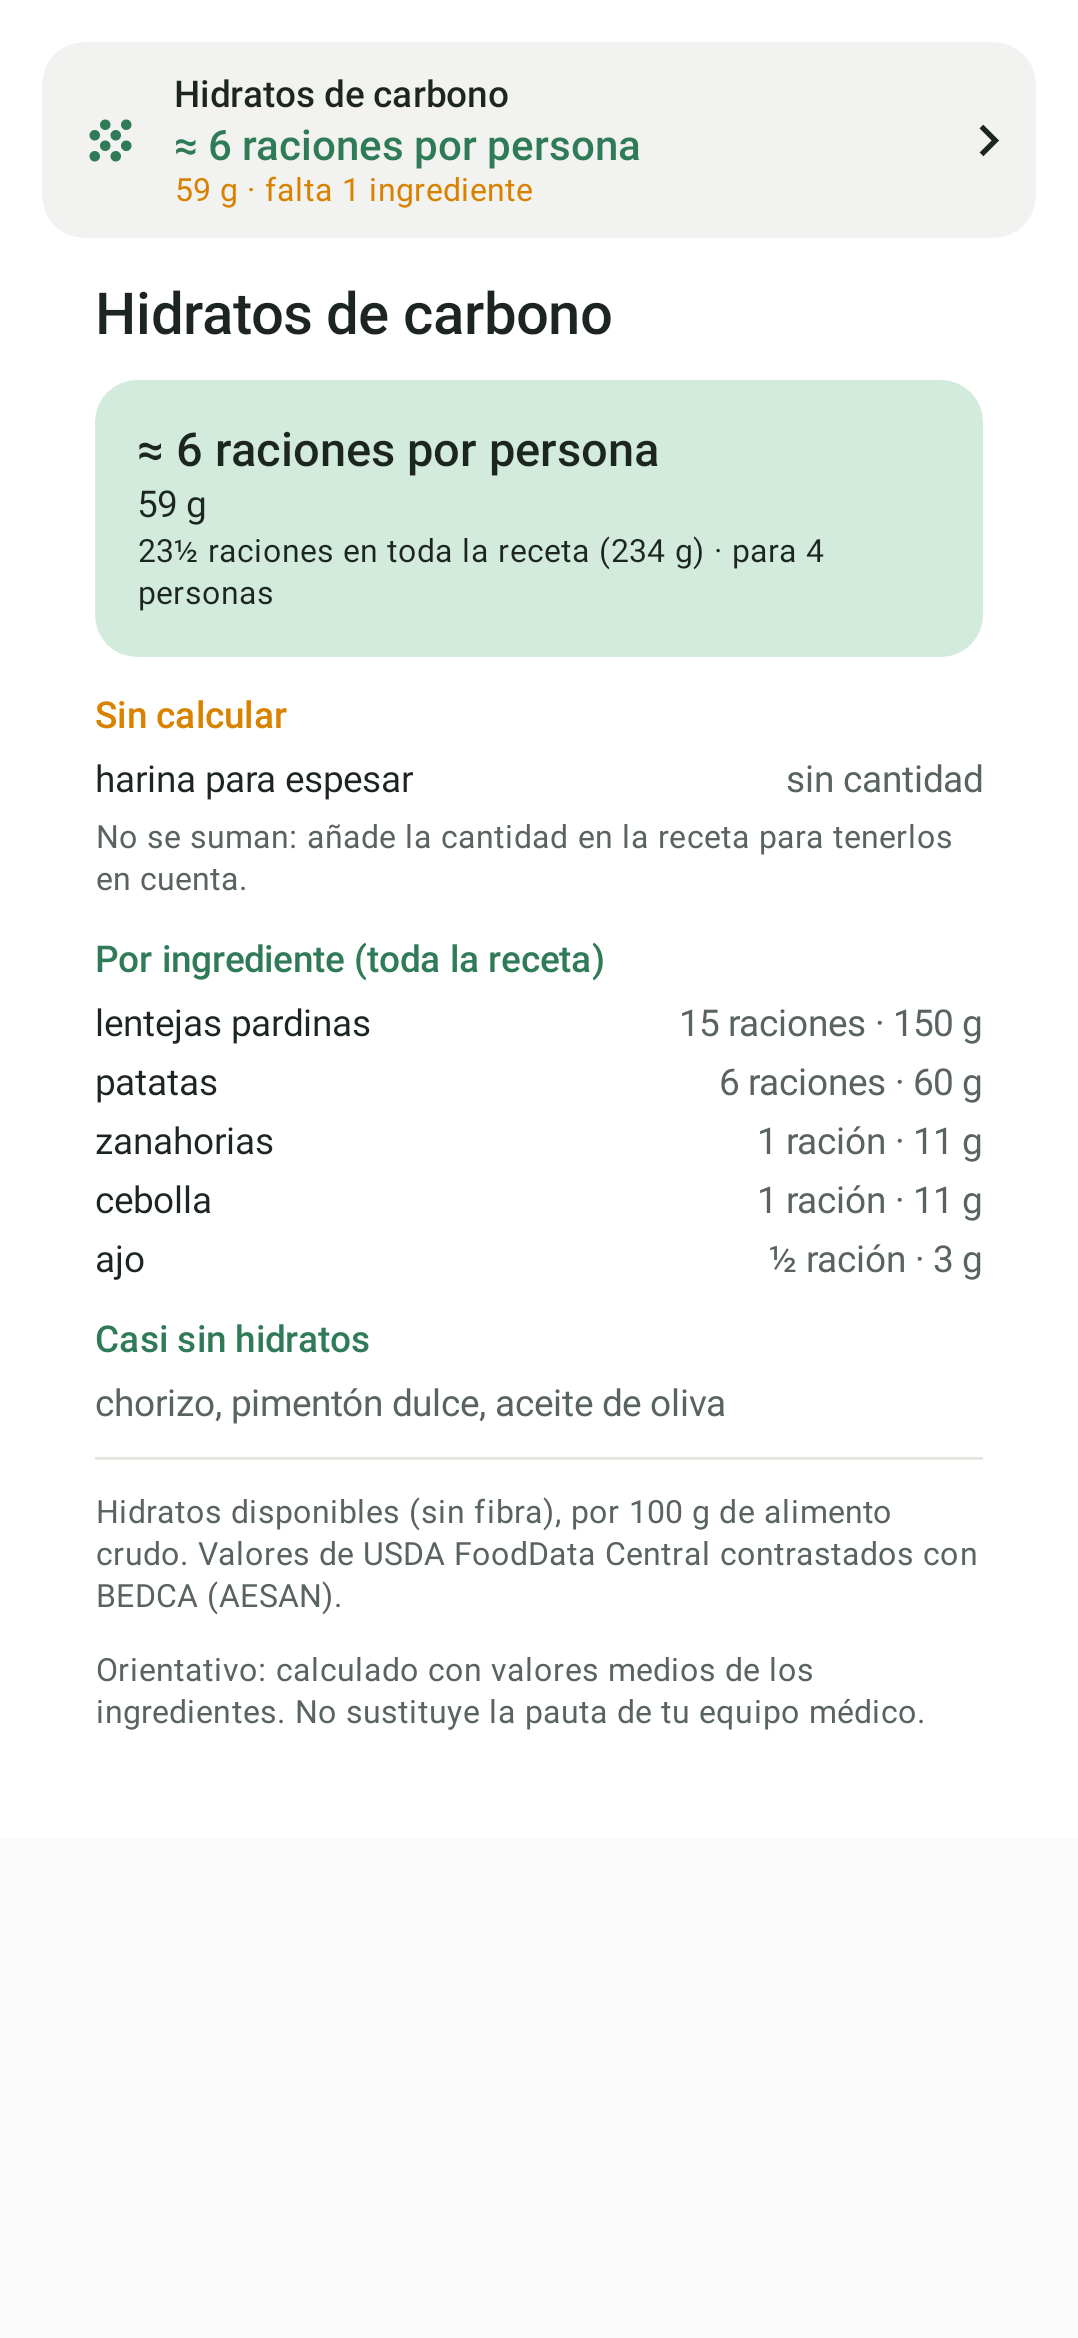 Hidratos de carbono
≈ 6 raciones por persona
59 g · falta 1 ingrediente
Hidratos de carbono
≈ 6 raciones por persona
59 g
23½ raciones en toda la receta (234 g) · para 4
personas
Sin calcular
harina para espesar sin cantidad
No se suman: añade la cantidad en la receta para tenerlos
en cuenta.
Por ingrediente (toda la receta)
lentejas pardinas 15 raciones · 150 g
patatas 6 raciones · 60 g
zanahorias 1 ración · 11 g
cebolla 1 ración · 11 g
ajo ½ ración · 3 g
Casi sin hidratos
chorizo, pimentón dulce, aceite de oliva
Hidratos disponibles (sin fibra), por 100 g de alimento
crudo. Valores de USDA FoodData Central contrastados con
BEDCA (AESAN).
Orientativo: calculado con valores medios de los
ingredientes. No sustituye la pauta de tu equipo médico.